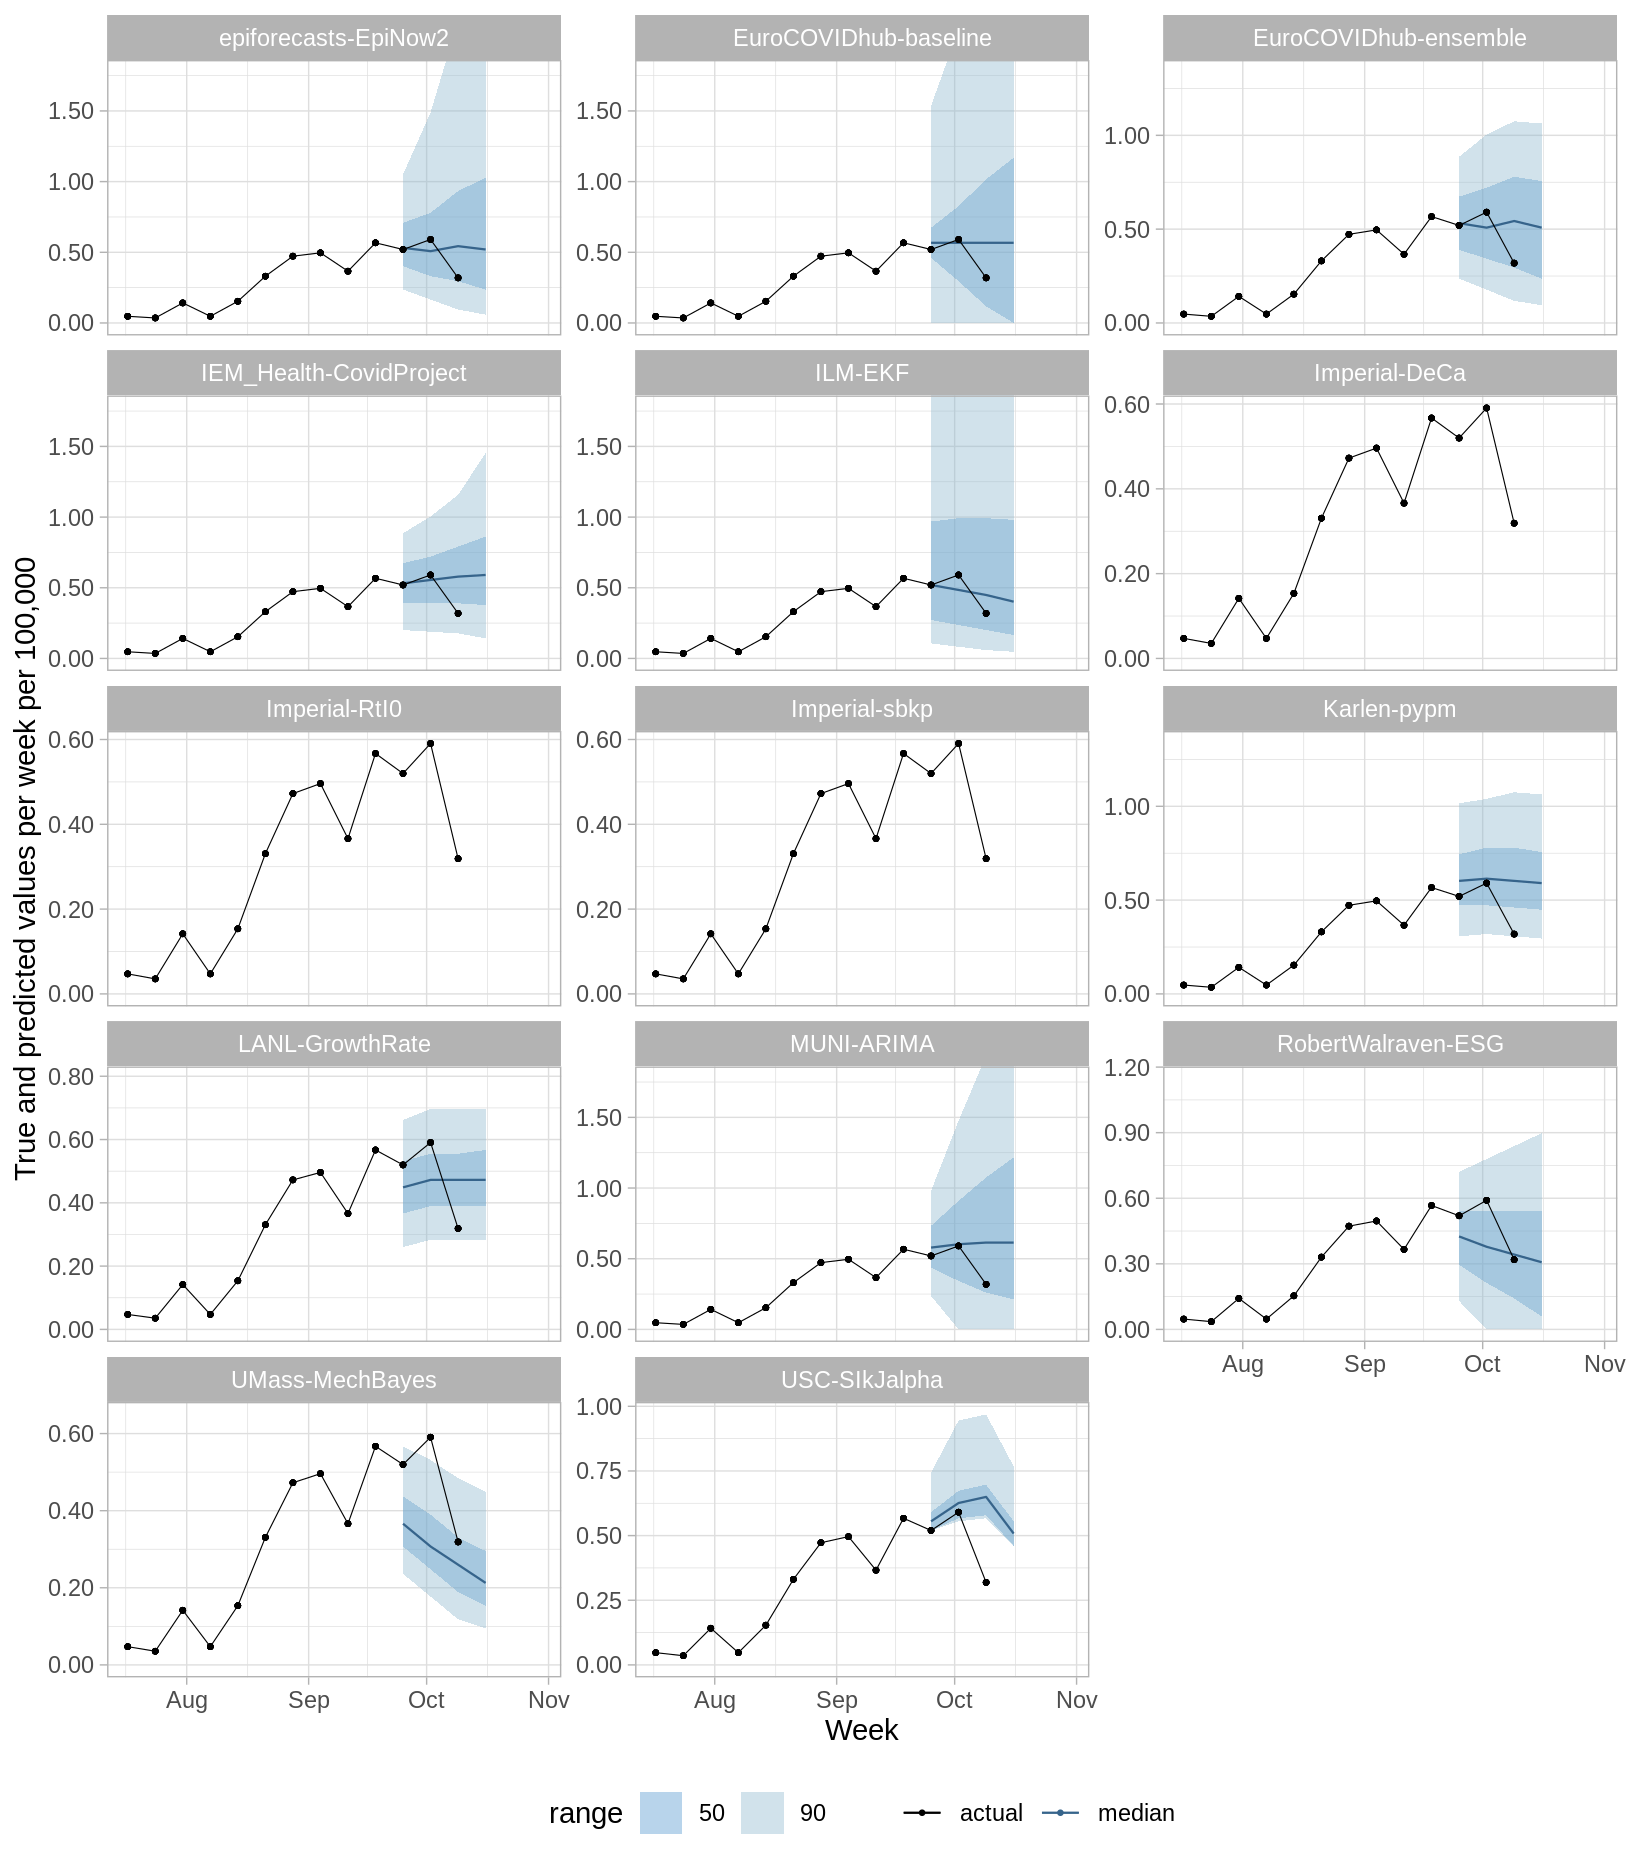 epiforecasts-EpiNow2 EuroCOVIDhub-baseline EuroCOVIDhub-ensemble
1.50 1.50
1.00 1.00 1.00
0.50 0.50 0.50
0.00 0.00 0.00
IEM_Health-CovidProject ILM-EKF Imperial-DeCa
0.60
1.50 1.50
0.40
1.00 1.00
0.50 0.50 0.20
0.00 0.00 0.00
True and predicted values per week per 100,000
Imperial-RtI0 Imperial-sbkp Karlen-pypm
0.60 0.60
1.00
0.40 0.40
0.20 0.20 0.50
0.00 0.00 0.00
LANL-GrowthRate MUNI-ARIMA RobertWalraven-ESG
0.80 1.20
0.60 1.50 0.90
0.40 1.00 0.60
0.20 0.50 0.30
0.00 0.00 0.00
Aug Sep Oct Nov
UMass-MechBayes USC-SIkJalpha
1.00
0.60 0.75
0.40 0.50
0.20 0.25
0.00 0.00
Aug Sep Oct Nov Aug Sep Oct Nov
Week
range 50 90 actual median